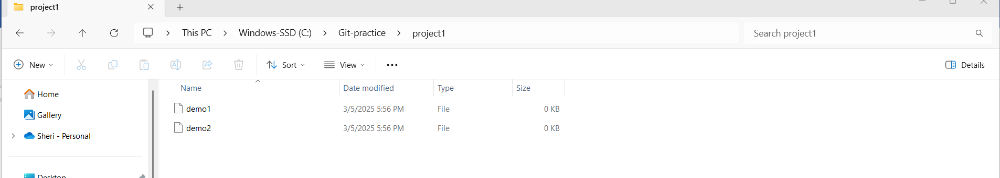 project1
This PC > Windows-SSD (C:) > Git-practice > project1
Search project1
New
Sort
View
Details
Home
Gallery
Sheri - Personal
Desktop
Name Date modified Type Size
demo1 3/5/2025 5:56 PM File 0 KB
demo2 3/5/2025 5:56 PM File 0 KB